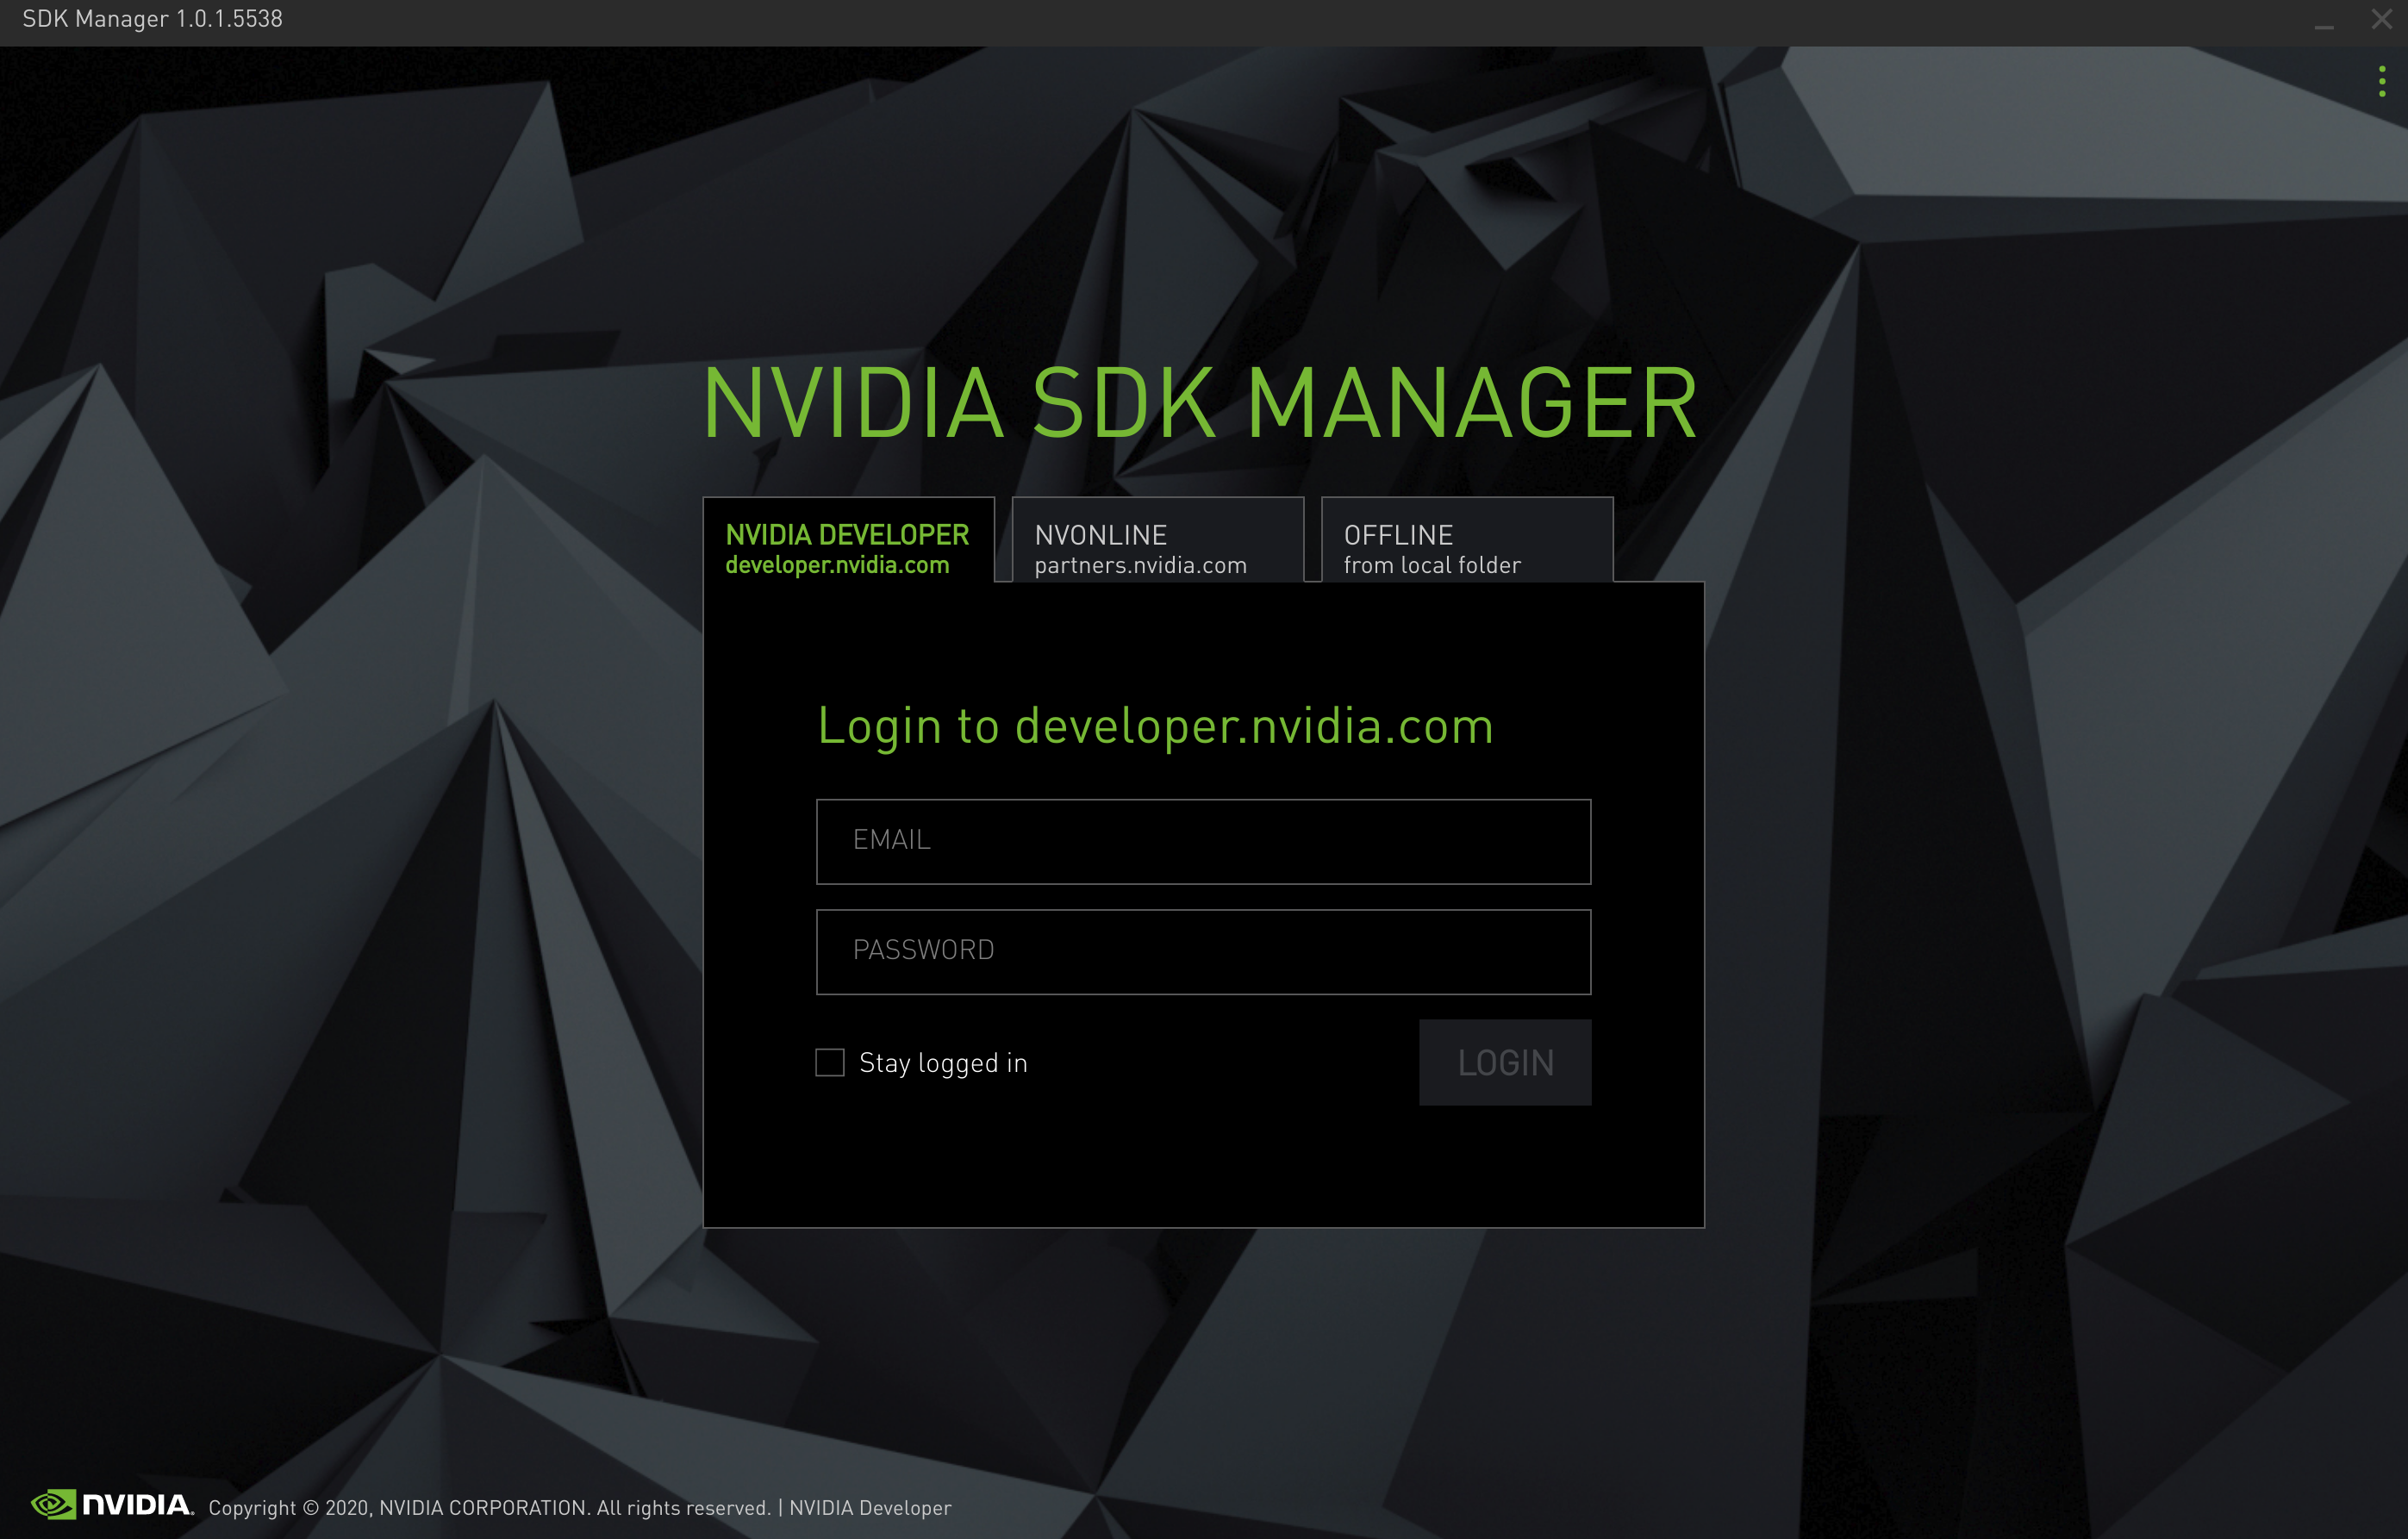 SDK Manager 1.0.1.5538
NVIDIA SDK MANAGER
NVIDIA DEVELOPER
developer.nvidia.com
NVONLINE
partners.nvidia.com
OFFLINE
from local folder
Login to developer.nvidia.com
EMAIL
PASSWORD
Stay logged in
LOGIN
NVIDIA. Copyright © 2020, NVIDIA CORPORATION. All rights reserved. | NVIDIA Developer